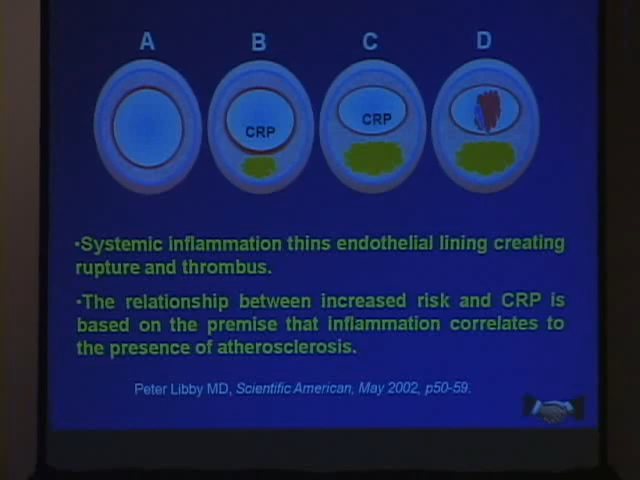 A B C D
CRP CRP
•Systemic inflammation thins endothelial lining creating
rupture and thrombus.
•The relationship between increased risk and CRP is
based on the premise that inflammation correlates to
the presence of atherosclerosis.
Peter Libby MD, Scientific American, May 2002, p50-59.